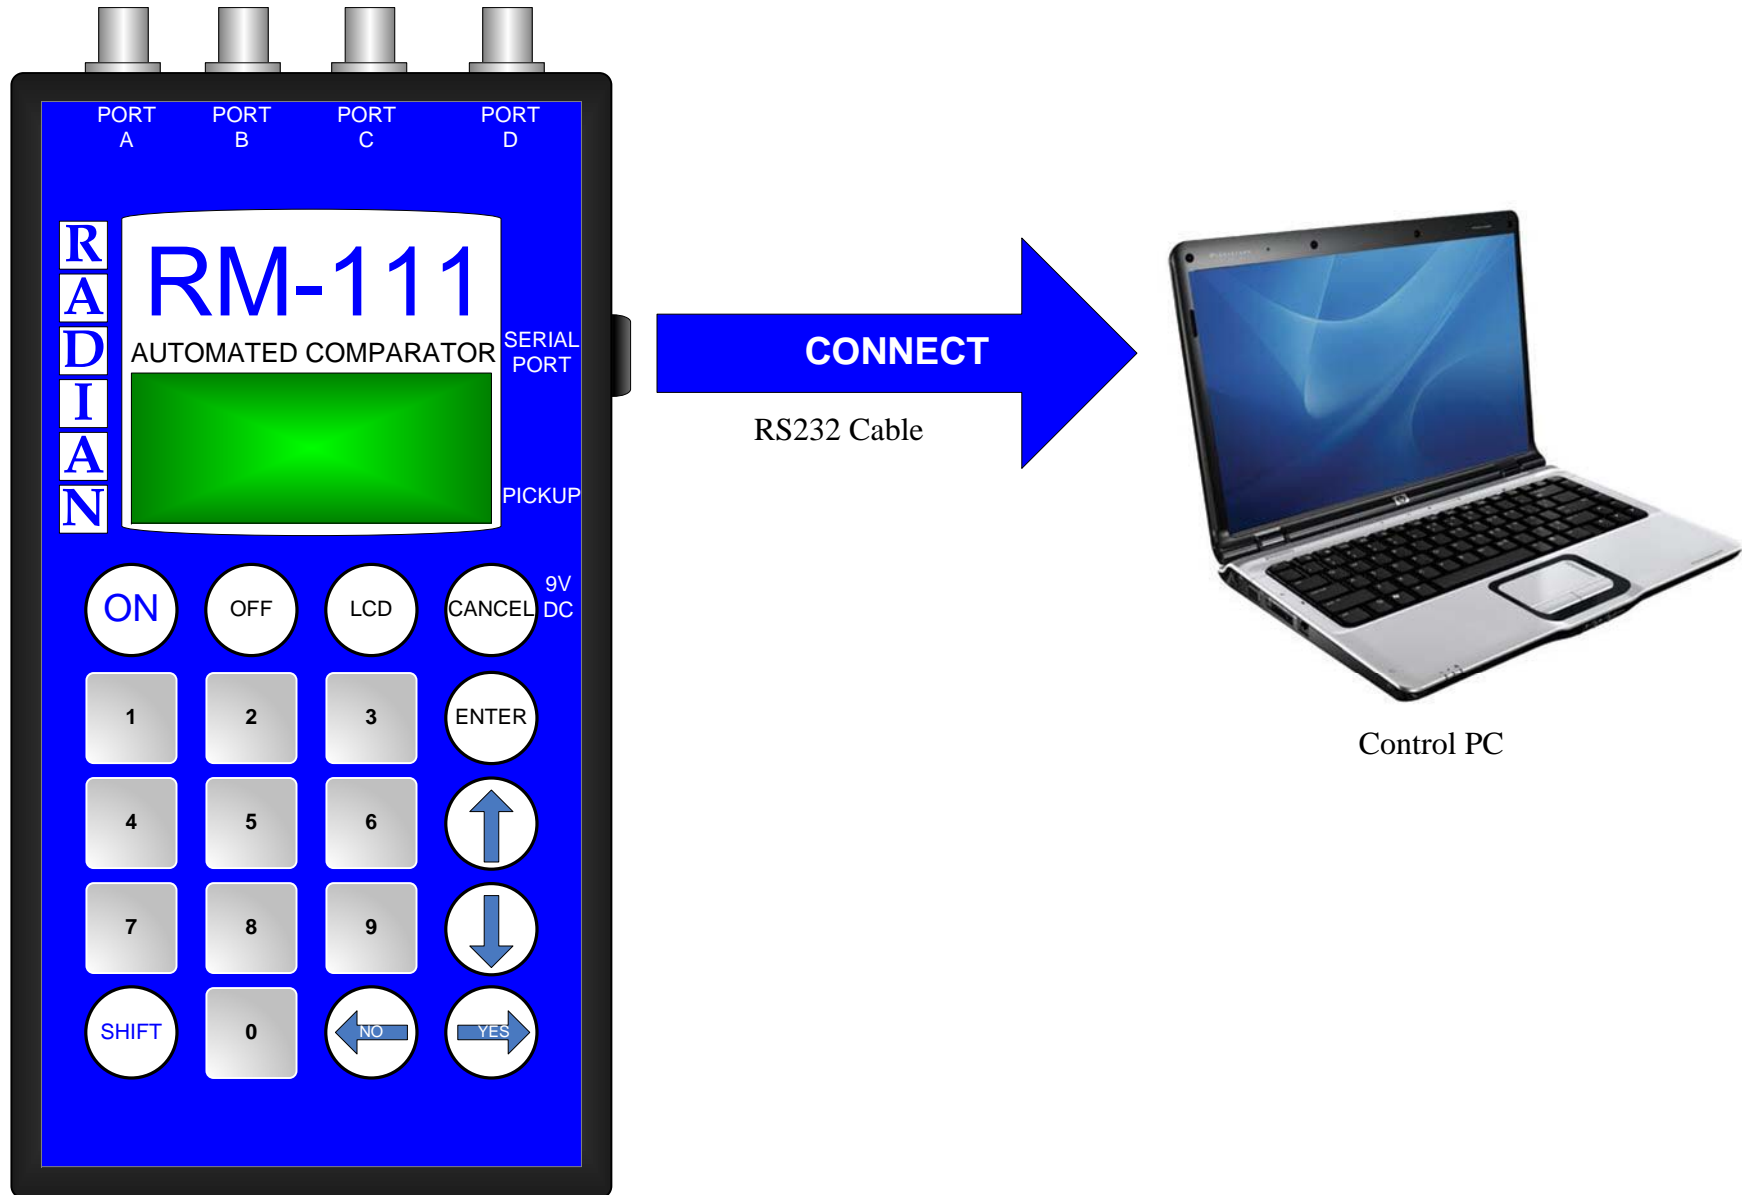 PORT
A
PORT
B
PORT
C
PORT
D
RADIAN
RM-111
AUTOMATED COMPARATOR
SERIAL
PORT
PICKUP
9V
DC
ON
OFF
LCD
CANCEL
1
2
3
ENTER
4
5
6
7
8
9
SHIFT
0
NO
YES
CONNECT
RS232 Cable
Control PC